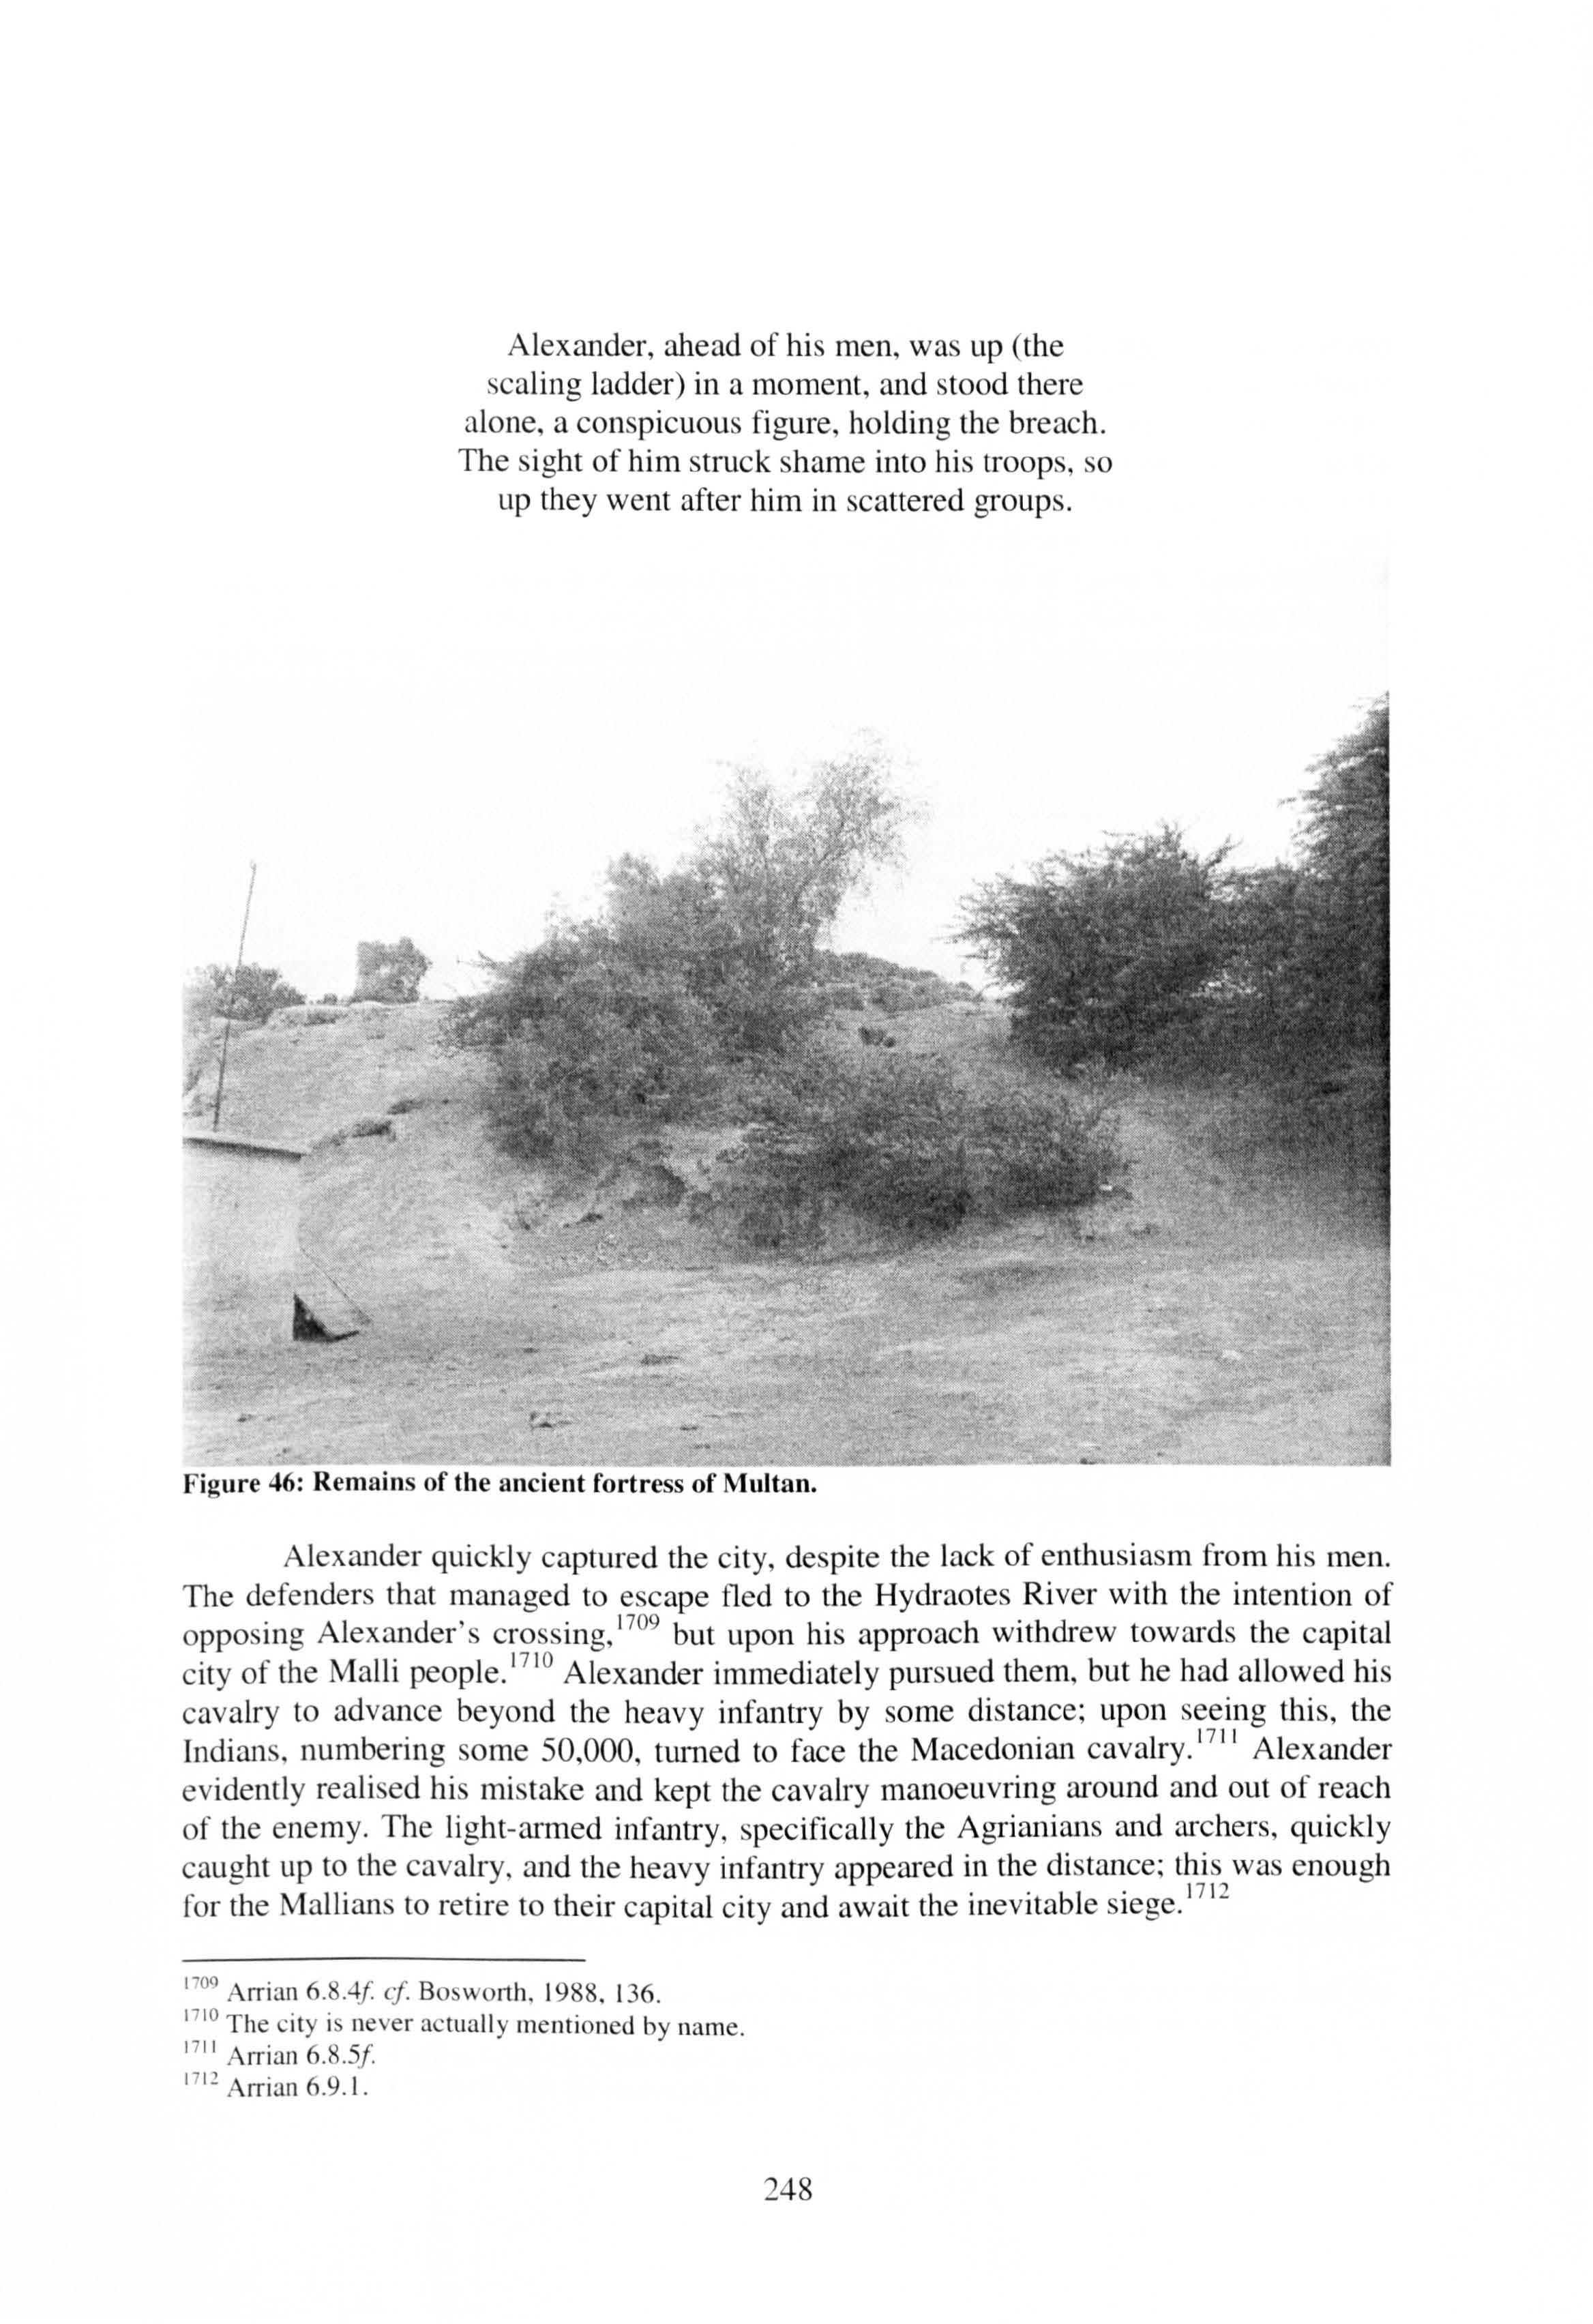 Alexander, ahead of his men, was up (the
scaling ladder) in a moment, and stood there
alone, a conspicuous figure, holding the breach.
The sight of him struck shame into his troops, so
up they went after him in scattered groups.
Figure 46: Remains of the ancient fortress of Multan.
Alexander quickly captured the city, despite the lack of enthusiasm from his men.
The defenders that managed to escape fled to the Hydraotes River with the intention of
opposing Alexander's crossing,1709 but upon his approach withdrew towards the capital
city of the Malli people.1710 Alexander immediately pursued them, but he had allowed his
cavalry to advance beyond the heavy infantry by some distance; upon seeing this, the
Indians, numbering some 50,000, turned to face the Macedonian cavalry.1711 Alexander
evidently realised his mistake and kept the cavalry manoeuvring around and out of reach
of the enemy. The light-armed infantry, specifically the Agrianians and archers, quickly
caught up to the cavalry, and the heavy infantry appeared in the distance; this was enough
for the Mallians to retire to their capital city and await the inevitable siege.1712
1709 Arrian 6.8.4f. cf. Bosworth, 1988, 136.
1710 The city is never actually mentioned by name.
1711 Arrian 6.8.5f.
1712 Arrian 6.9.1.
248